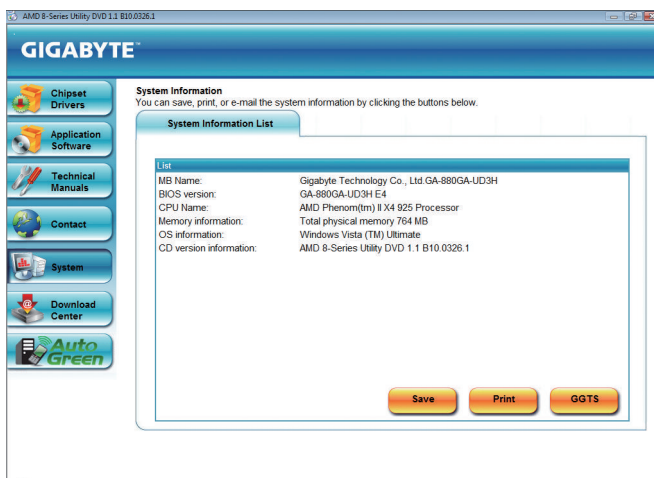 AMD 8-Series Utility DVD 1.1 B10.0326.1
GIGABYTE™
Chipset
Drivers
Application
Software
Technical
Manuals
Contact
System
Download
Center
Auto
Green
System Information
You can save, print, or e-mail the system information by clicking the buttons below.
System Information List
List
MB Name: Gigabyte Technology Co., Ltd.GA-880GA-UD3H
BIOS version: GA-880GA-UD3H E4
CPU Name: AMD Phenom(tm) II X4 925 Processor
Memory information: Total physical memory 764 MB
OS information: Windows Vista (TM) Ultimate
CD version information: AMD 8-Series Utility DVD 1.1 B10.0326.1
Save Print GGTS